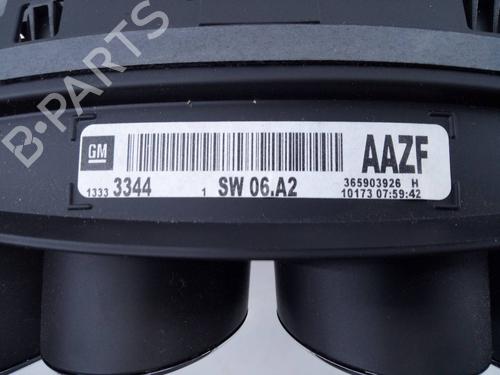 B-PARTS
GM
AAZF
1333 3344 1 SW 06.A2
365903926 H
10173 07:59:42